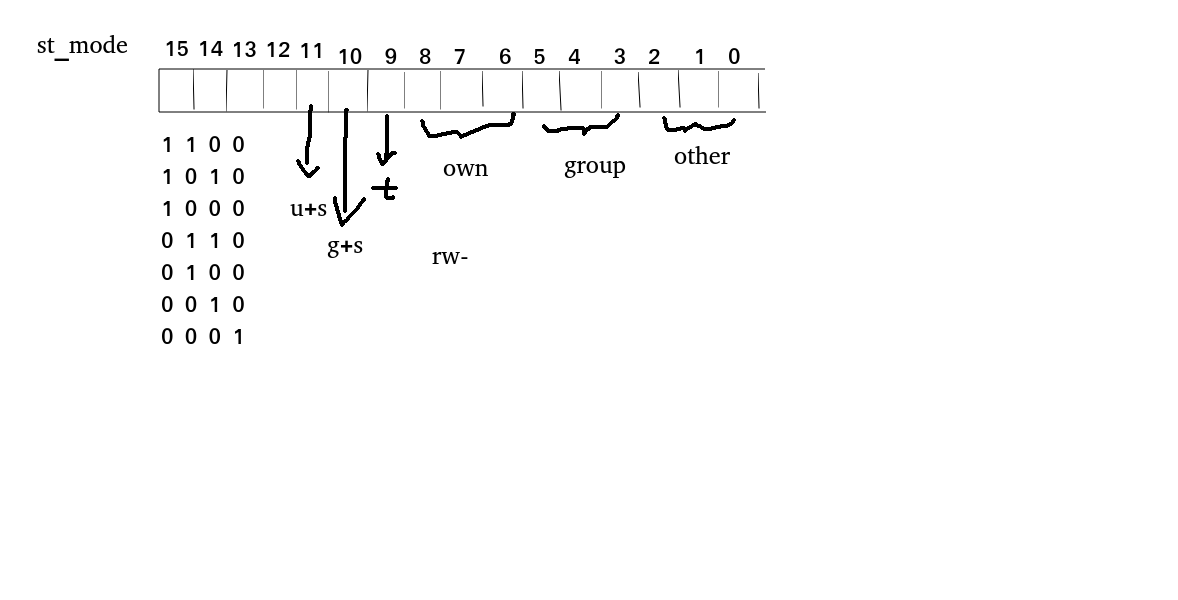 st_mode 15 14 13 12 11 10 9 8 7 6 5 4 3 2 1 0
1 1 0 0
own group other
1 0 1 0
t
1 0 0 0
u+s
0 1 1 0
g+s
rw-
0 1 0 0
0 0 1 0
0 0 0 1